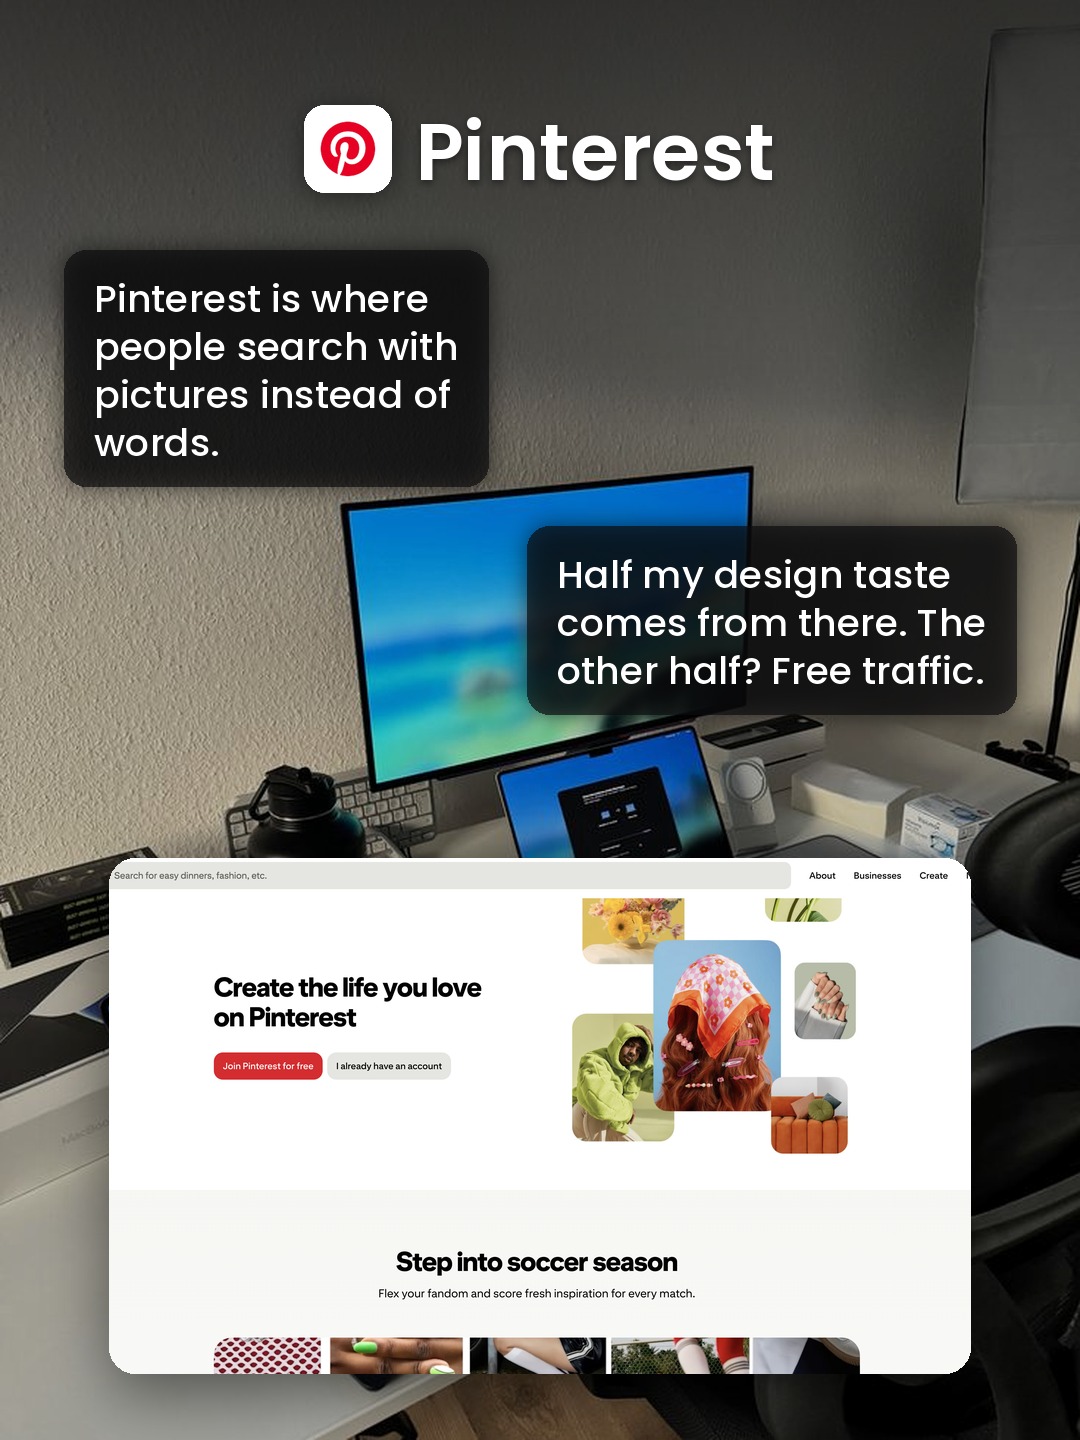 Pinterest
Pinterest is where
people search with
pictures instead of
words.
Half my design taste
comes from there. The
other half? Free traffic.
Search for easy dinners, fashion, etc.
About
Businesses
Create
Create the life you love
on Pinterest
Join Pinterest for free
I already have an account
Step into soccer season
Flex your fandom and score fresh inspiration for every match.